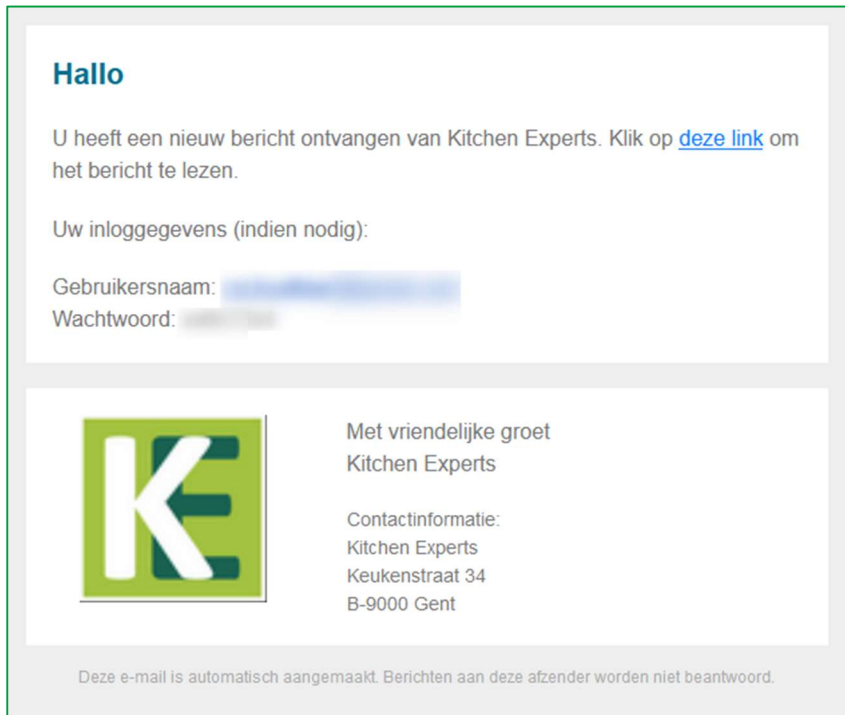 Hallo
U heeft een nieuw bericht ontvangen van Kitchen Experts. Klik op deze link om
het bericht te lezen.
Uw inloggegevens (indien nodig):
Gebruikersnaam:
Wachtwoord:
KE
Met vriendelijke groet
Kitchen Experts
Contactinformatie:
Kitchen Experts
Keukenstraat 34
B-9000 Gent
Deze e-mail is automatisch aangemaakt. Berichten aan deze afzender worden niet beantwoord.